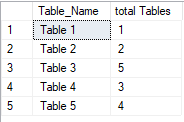 Table_Name total Tables
1 Table 1 1
2 Table 2 2
3 Table 3 5
4 Table 4 3
5 Table 5 4